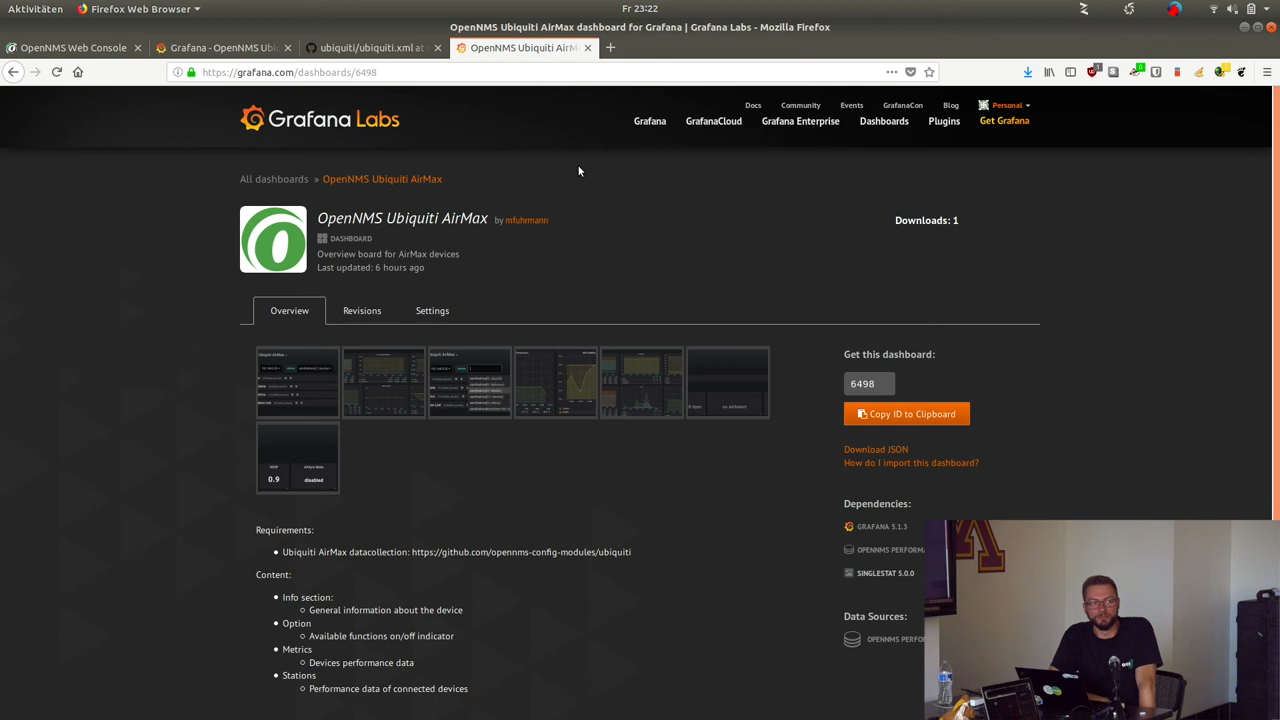 Aktivitäten
Firefox Web Browser
Fr 23:22
OpenNMS Ubiquiti AirMax dashboard for Grafana | Grafana Labs - Mozilla Firefox
OpenNMS Web Console
Grafana - OpenNMS Ubi
ubiquiti/ubiquiti.xml at
OpenNMS Ubiquiti AirM
https://grafana.com/dashboards/6498
Docs
Community
Events
GrafanaCon
Blog
Personal
Grafana Labs
Grafana
GrafanaCloud
Grafana Enterprise
Dashboards
Plugins
Get Grafana
All dashboards » OpenNMS Ubiquiti AirMax
OpenNMS Ubiquiti AirMax by mfuhrmann
Downloads: 1
DASHBOARD
Overview board for AirMax devices
Last updated: 6 hours ago
Overview
Revisions
Settings
Get this dashboard:
6498
Copy ID to Clipboard
Download JSON
How do I import this dashboard?
0.9
disabled
Dependencies:
GRAFANA 5.1.3
OPENNMS PERFORM
SINGLESTAT 5.0.0
Data Sources:
OPENNMS PERFO
Requirements:
Ubiquiti AirMax datacollection: https://github.com/opennms-config-modules/ubiquiti
Content:
Info section:
General information about the device
Option
Available functions on/off indicator
Metrics
Devices performance data
Stations
Performance data of connected devices